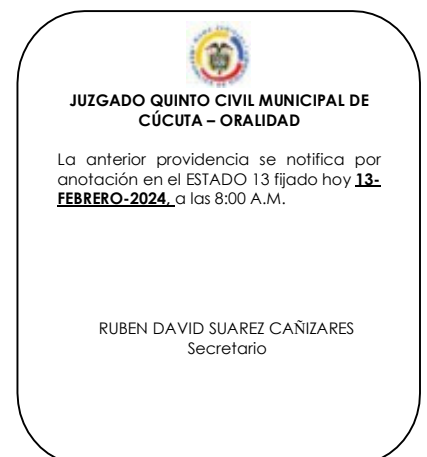 JUZGADO QUINTO CIVIL MUNICIPAL DE
CÚCUTA – ORALIDAD
La anterior providencia se notifica por
anotación en el ESTADO 13 fijado hoy 13-
FEBRERO-2024, a las 8:00 A.M.
RUBEN DAVID SUAREZ CAÑIZARES
Secretario